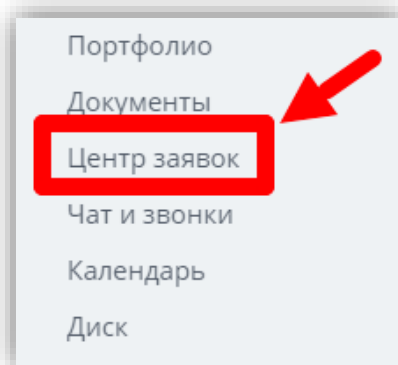 Портфолио
Документы
Центр заявок
Чат и звонки
Календарь
Диск